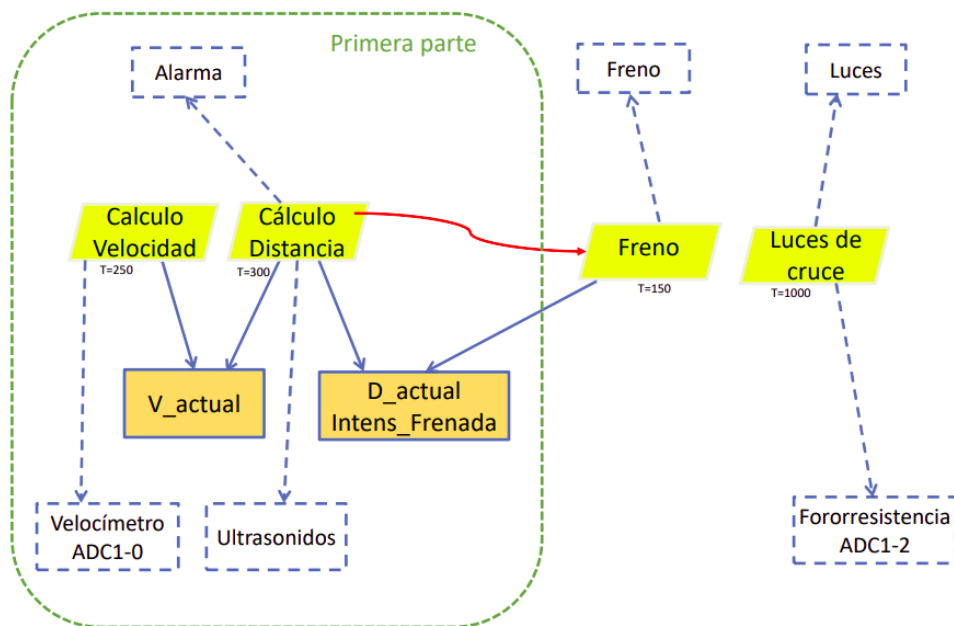 Primera parte
Alarma
Freno
Luces
Calculo
Velocidad
T=250
Cálculo
Distancia
T=300
Freno
T=150
Luces de
cruce
T=1000
V_actual
D_actual
Intens_Frenada
Velocímetro
ADC1-0
Ultrasonidos
Fororresistencia
ADC1-2